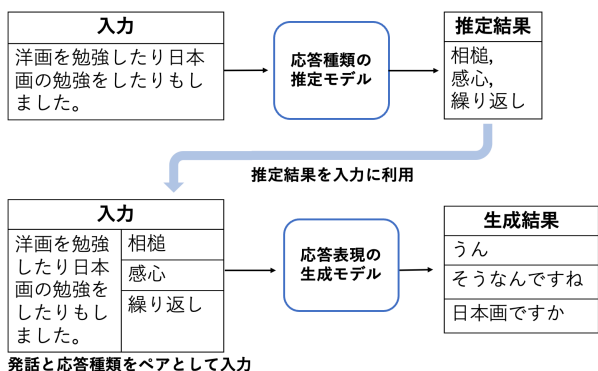 入力
洋画を勉強したり日本
画の勉強をしたりもし
ました。
応答種類の
推定モデル
推定結果
相槌,
感心,
繰り返し
推定結果を入力に利用
入力
洋画を勉強
したり日本
画の勉強を
したりもし
ました。
相槌
感心
繰り返し
応答表現の
生成モデル
生成結果
うん
そうなんですね
日本画ですか
発話と応答種類をペアとして入力